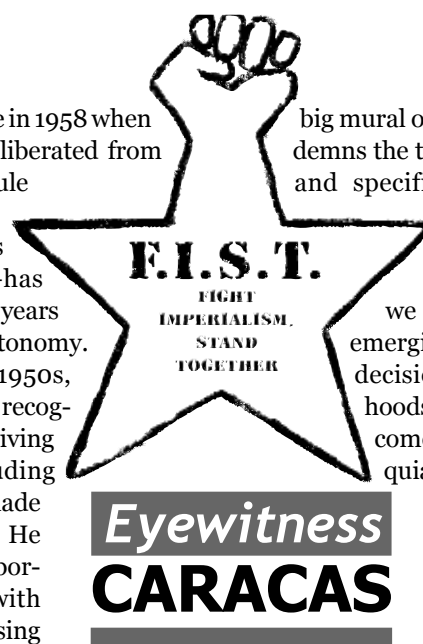 e in 1958 when
liberated from
ule
s
-has
years
tonomy.
1950s,
recog-
iving
uding
ade
He
por-
with
sing
F.I.S.T.
FIGHT
IMPERIALISM,
STAND
TOGETHER
Eyewitness
CARACAS
big mural o
demns the t
and specifi
we
emergi
decisio
hoods
come
quia